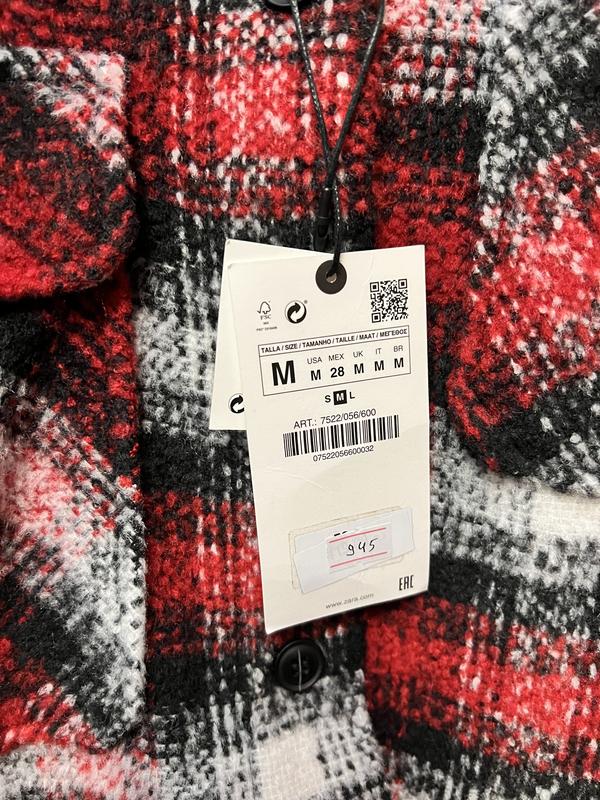 FSC
TALLA / SIZE / TAMANHO / TAILLE / MAAT / ΜΕΓΕΘΟΣ
M
USA MEX UK IT BR
M 28 M M M
S M L
ART.: 7522/056/600
07522056600032
945
EAC
www.zara.com